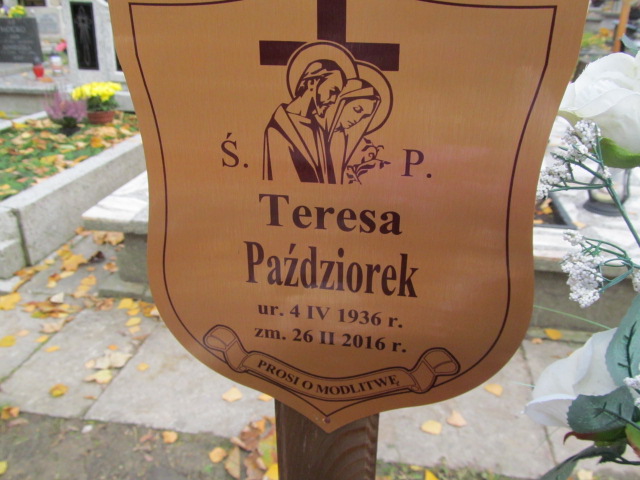 Ś. P.
Teresa
Paździorek
ur. 4 IV 1936 r.
zm. 26 II 2016 r.
PROSI O MODLITWĘ